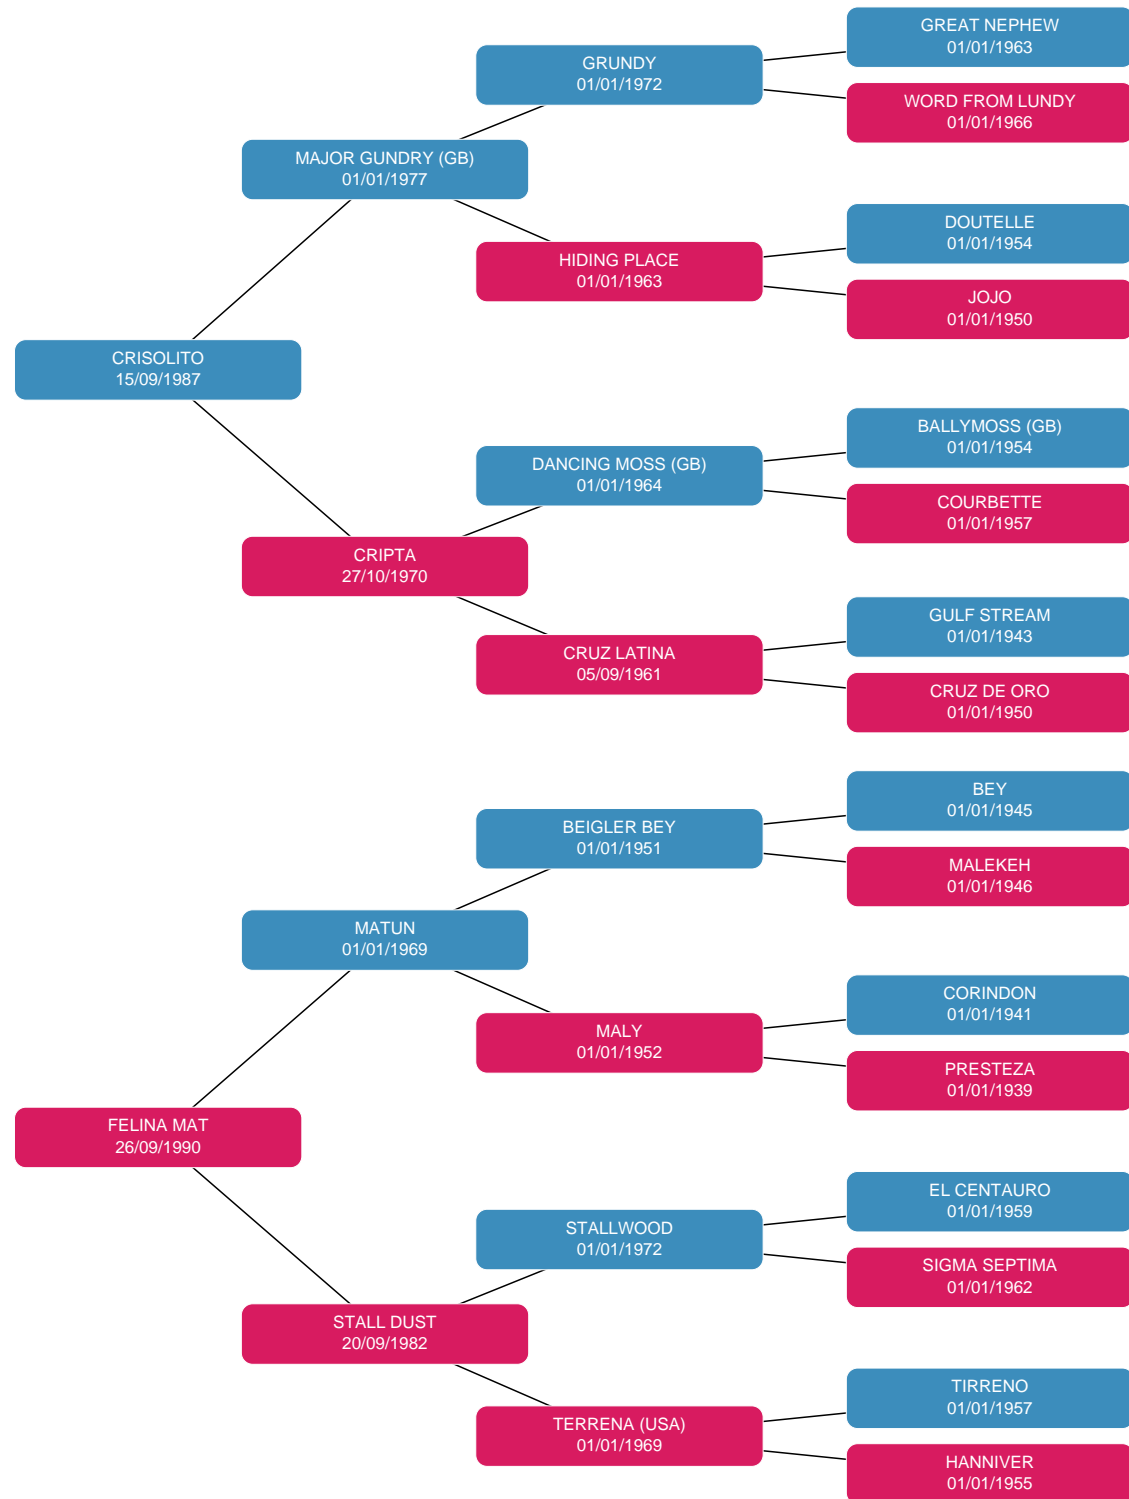 GREAT NEPHEW
01/01/1963
GRUNDY
01/01/1972
WORD FROM LUNDY
01/01/1966
MAJOR GUNDRY (GB)
01/01/1977
DOUTELLE
01/01/1954
HIDING PLACE
01/01/1963
JOJO
01/01/1950
CRISOLITO
15/09/1987
BALLYMOSS (GB)
01/01/1954
DANCING MOSS (GB)
01/01/1964
COURBETTE
01/01/1957
CRIPTA
27/10/1970
GULF STREAM
01/01/1943
CRUZ LATINA
05/09/1961
CRUZ DE ORO
01/01/1950
BEY
01/01/1945
BEIGLER BEY
01/01/1951
MALEKEH
01/01/1946
MATUN
01/01/1969
CORINDON
01/01/1941
MALY
01/01/1952
PRESTEZA
01/01/1939
FELINA MAT
26/09/1990
EL CENTAURO
01/01/1959
STALLWOOD
01/01/1972
SIGMA SEPTIMA
01/01/1962
STALL DUST
20/09/1982
TIRRENO
01/01/1957
TERRENA (USA)
01/01/1969
HANNIVER
01/01/1955